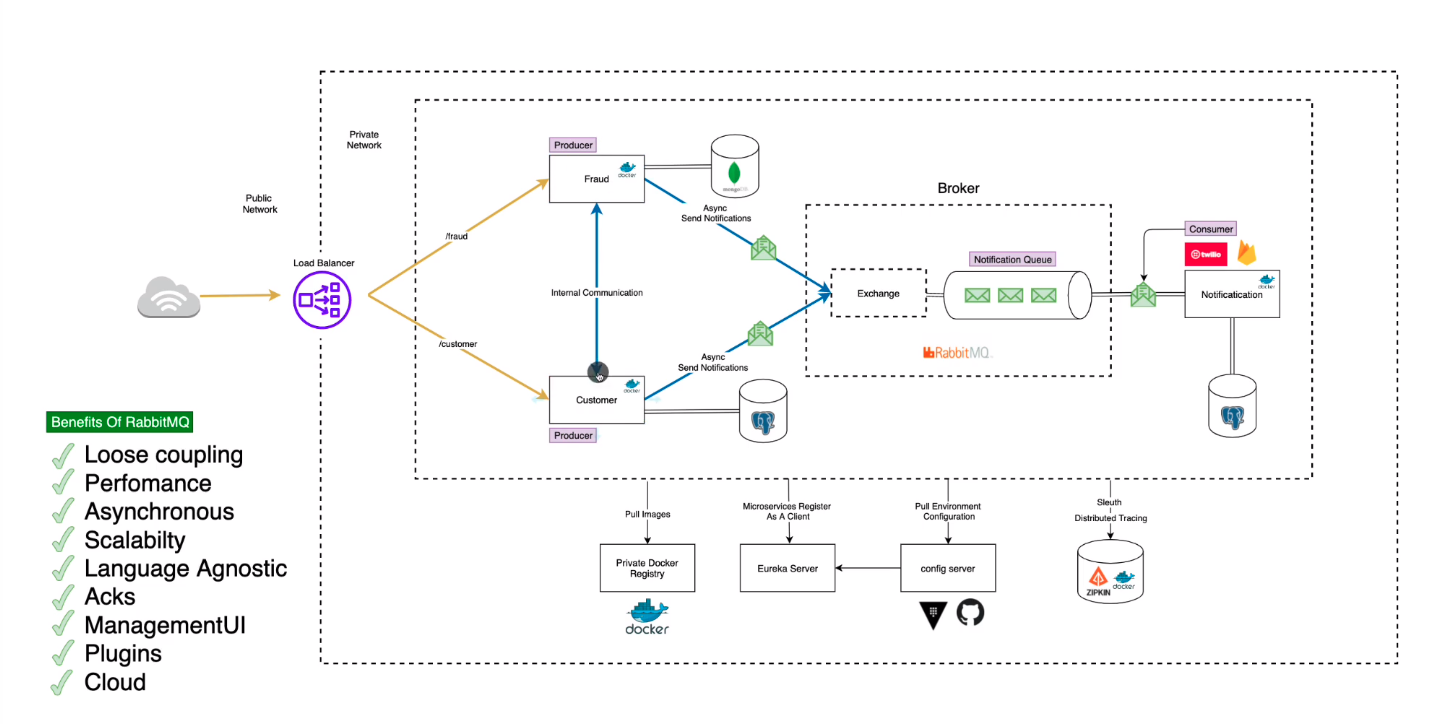 Private
Network
Public
Network
Load Balancer
/fraud
/customer
Producer
Fraud
docker
mongoDB
Async
Send Notifications
Internal Communication
Async
Send Notifications
Customer
docker
Producer
Broker
Exchange
Notification Queue
RabbitMQ
Consumer
twilio
Notificatication
docker
Benefits Of RabbitMQ
Loose coupling
Perfomance
Asynchronous
Scalabilty
Language Agnostic
Acks
ManagementUI
Plugins
Cloud
Pull Images
Private Docker
Registry
docker
Microservices Register
As A Client
Eureka Server
Pull Environment
Configuration
config server
Sleuth
Distributed Tracing
ZIPKIN
docker